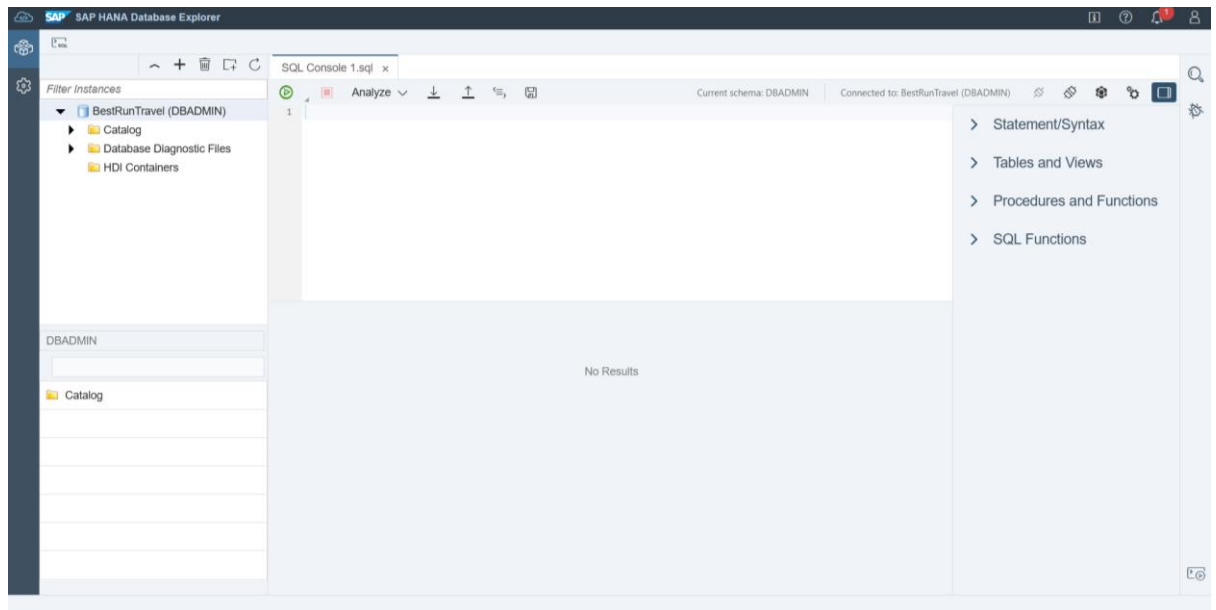 SAP SAP HANA Database Explorer
1
SQL Console 1.sql ×
Filter Instances
Analyze
Current schema: DBADMIN
Connected to: BestRunTravel (DBADMIN)
BestRunTravel (DBADMIN)
Catalog
Database Diagnostic Files
HDI Containers
1
Statement/Syntax
Tables and Views
Procedures and Functions
SQL Functions
DBADMIN
Catalog
No Results